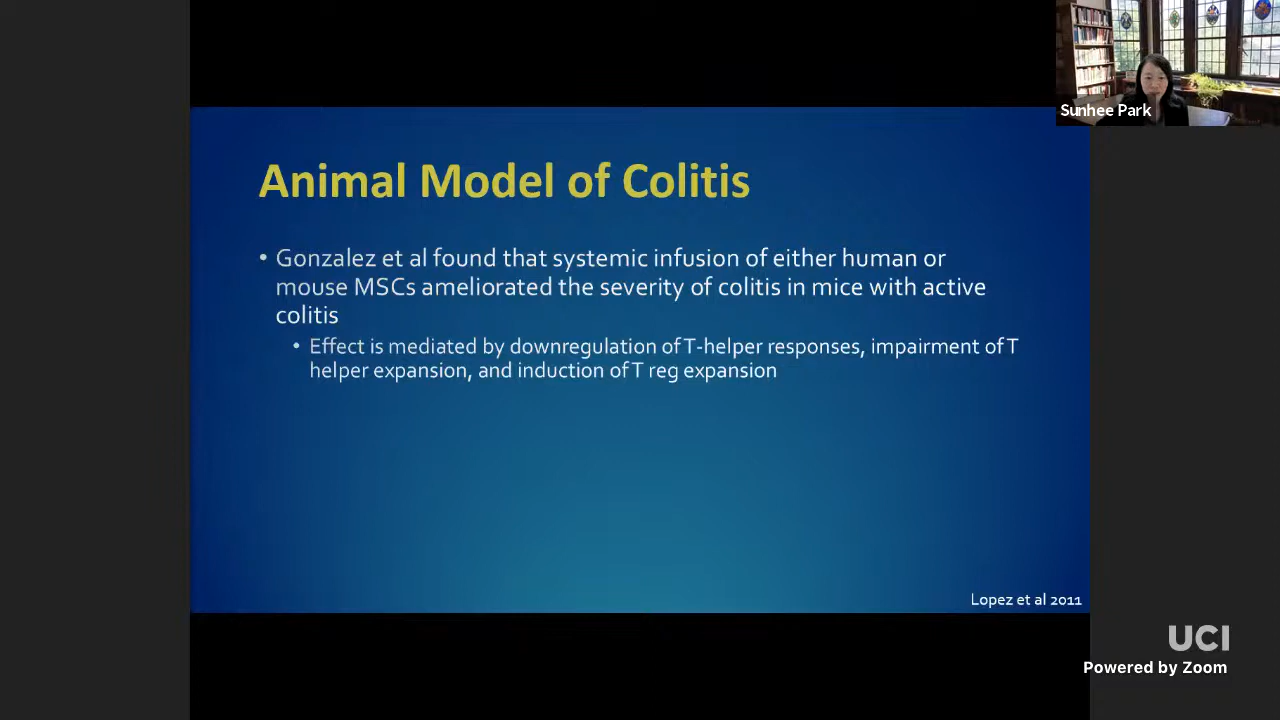 Sunhee Park
Animal Model of Colitis
• Gonzalez et al found that systemic infusion of either human or
mouse MSCs ameliorated the severity of colitis in mice with active
colitis
• Effect is mediated by downregulation of T-helper responses, impairment of T
helper expansion, and induction of T reg expansion
Lopez et al 2011
UCI
Powered by Zoom